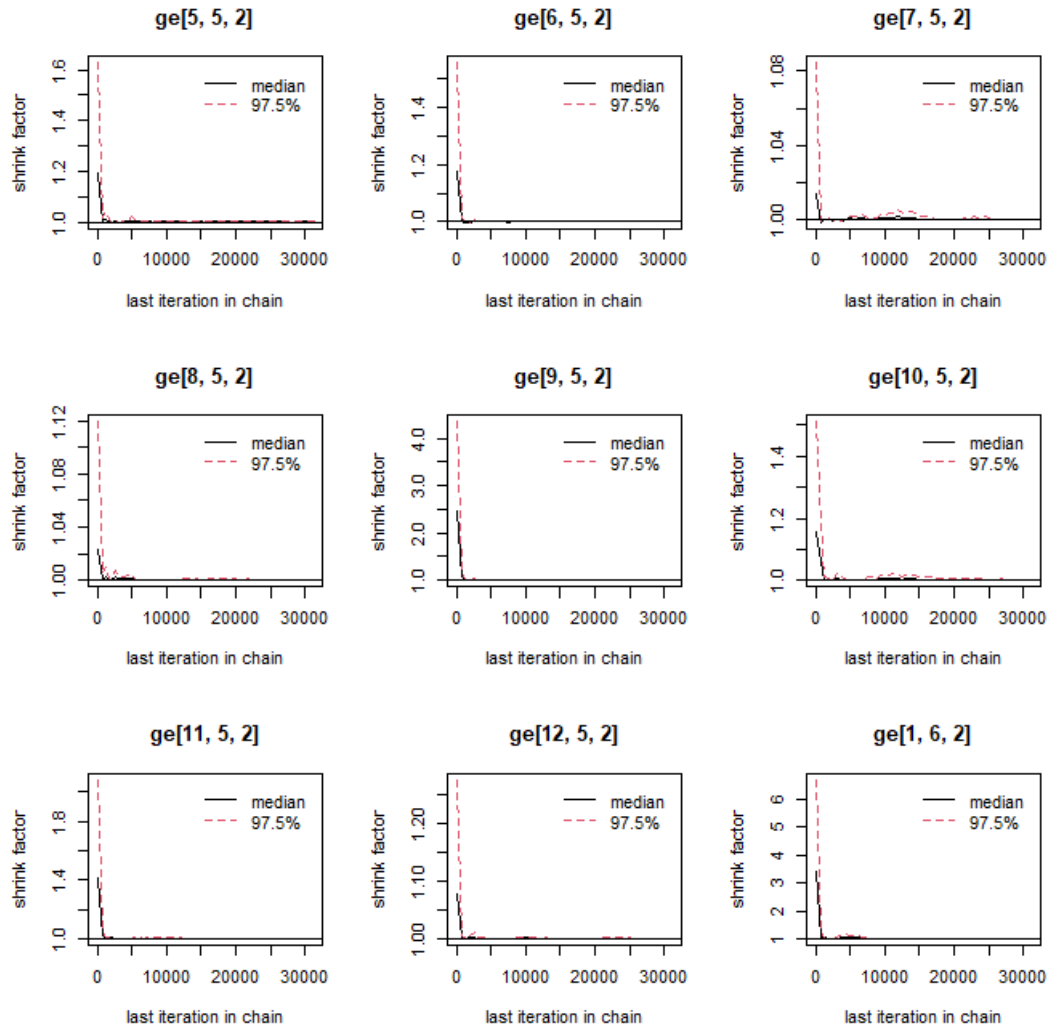 ge[5, 5, 2]
shrink factor
1.0 1.2 1.4 1.6
median
97.5%
0 10000 20000 30000
last iteration in chain
ge[6, 5, 2]
shrink factor
1.0 1.2 1.4
median
97.5%
0 10000 20000 30000
last iteration in chain
ge[7, 5, 2]
shrink factor
1.00 1.04 1.08
median
97.5%
0 10000 20000 30000
last iteration in chain
ge[8, 5, 2]
shrink factor
1.00 1.04 1.08 1.12
median
97.5%
0 10000 20000 30000
last iteration in chain
ge[9, 5, 2]
shrink factor
1.0 2.0 3.0 4.0
median
97.5%
0 10000 20000 30000
last iteration in chain
ge[10, 5, 2]
shrink factor
1.0 1.2 1.4
median
97.5%
0 10000 20000 30000
last iteration in chain
ge[11, 5, 2]
shrink factor
1.0 1.4 1.8
median
97.5%
0 10000 20000 30000
last iteration in chain
ge[12, 5, 2]
shrink factor
1.00 1.10 1.20
median
97.5%
0 10000 20000 30000
last iteration in chain
ge[1, 6, 2]
shrink factor
1 2 3 4 5 6
median
97.5%
0 10000 20000 30000
last iteration in chain